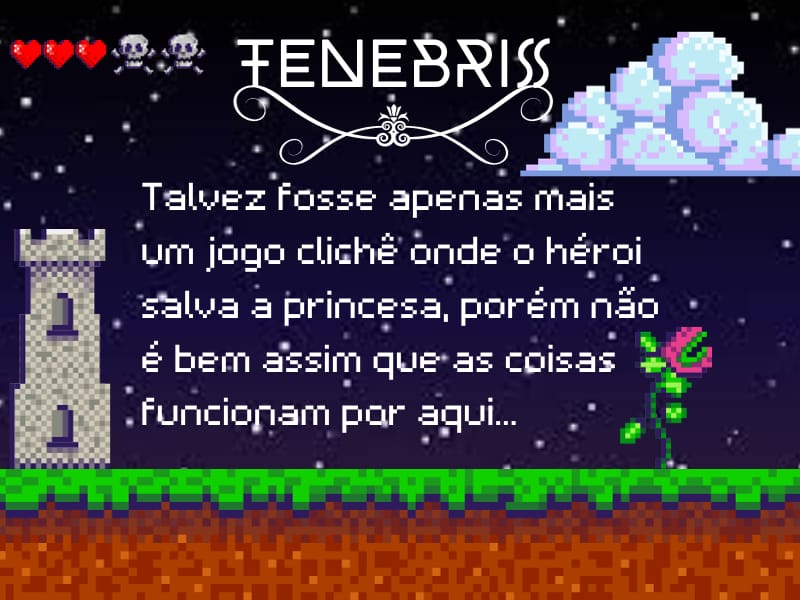 TENEBRIS
Talvez fosse apenas mais
um jogo clichê onde o héroi
salva a princesa, porém não
é bem assim que as coisas
funcionam por aqui...